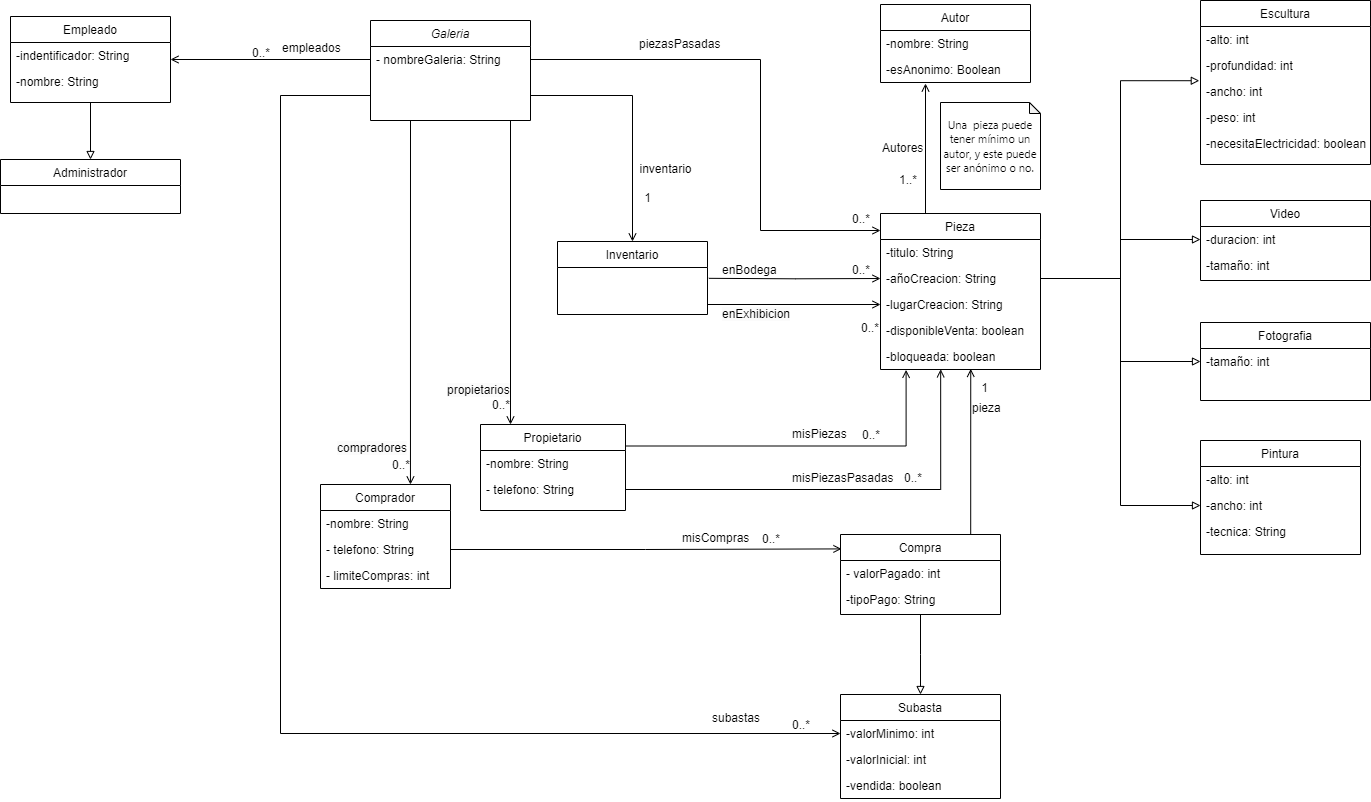 Empleado
-indentificador: String
-nombre: String
Administrador
0..*
empleados
Galeria
- nombreGaleria: String
piezasPasadas
0..*
inventario
1
Inventario
enBodega
0..*
enExhibicion
0..*
Autor
-nombre: String
-esAnonimo: Boolean
Una pieza puede
tener mínimo un
autor, y este puede
ser anónimo o no.
Autores
1..*
Pieza
-titulo: String
-añoCreacion: String
-lugarCreacion: String
-disponibleVenta: boolean
-bloqueada: boolean
Escultura
-alto: int
-profundidad: int
-ancho: int
-peso: int
-necesitaElectricidad: boolean
Video
-duracion: int
-tamaño: int
Fotografia
-tamaño: int
Pintura
-alto: int
-ancho: int
-tecnica: String
propietarios
0..*
Propietario
-nombre: String
- telefono: String
misPiezas
0..*
misPiezasPasadas
0..*
1
pieza
compradores
0..*
Comprador
-nombre: String
- telefono: String
- limiteCompras: int
misCompras
0..*
Compra
- valorPagado: int
-tipoPago: String
subastas
0..*
Subasta
-valorMinimo: int
-valorInicial: int
-vendida: boolean